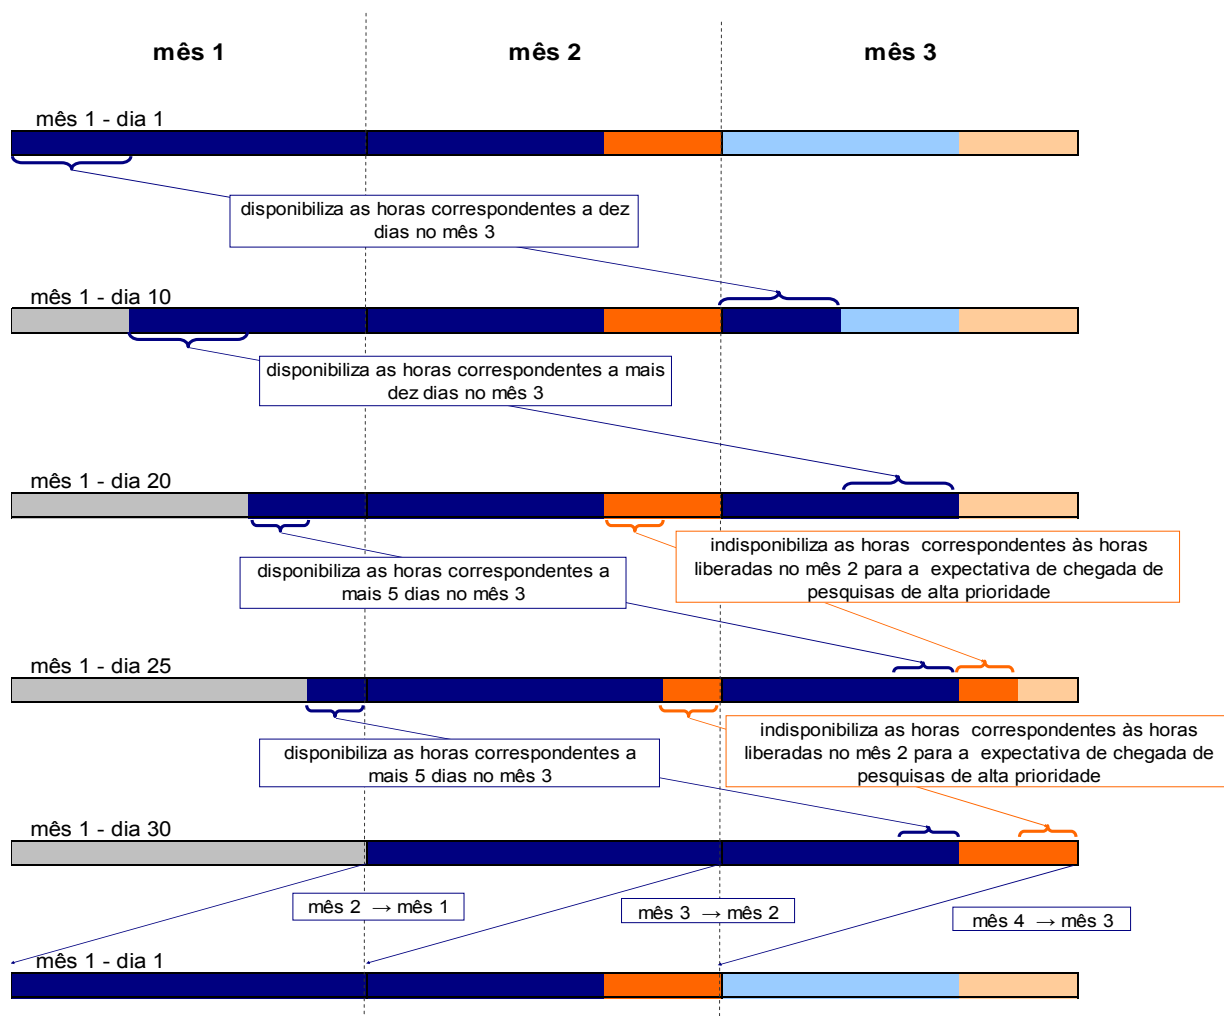 mês 1
mês 2
mês 3
mês 1 - dia 1
disponibiliza as horas correspondentes a dez
dias no mês 3
mês 1 - dia 10
disponibiliza as horas correspondentes a mais
dez dias no mês 3
mês 1 - dia 20
indisponibiliza as horas correspondentes às horas
liberadas no mês 2 para a expectativa de chegada de
pesquisas de alta prioridade
disponibiliza as horas correspondentes a
mais 5 dias no mês 3
mês 1 - dia 25
indisponibiliza as horas correspondentes às horas
liberadas no mês 2 para a expectativa de chegada de
pesquisas de alta prioridade
disponibiliza as horas correspondentes a
mais 5 dias no mês 3
mês 1 - dia 30
mês 2 → mês 1
mês 3 → mês 2
mês 4 → mês 3
mês 1 - dia 1